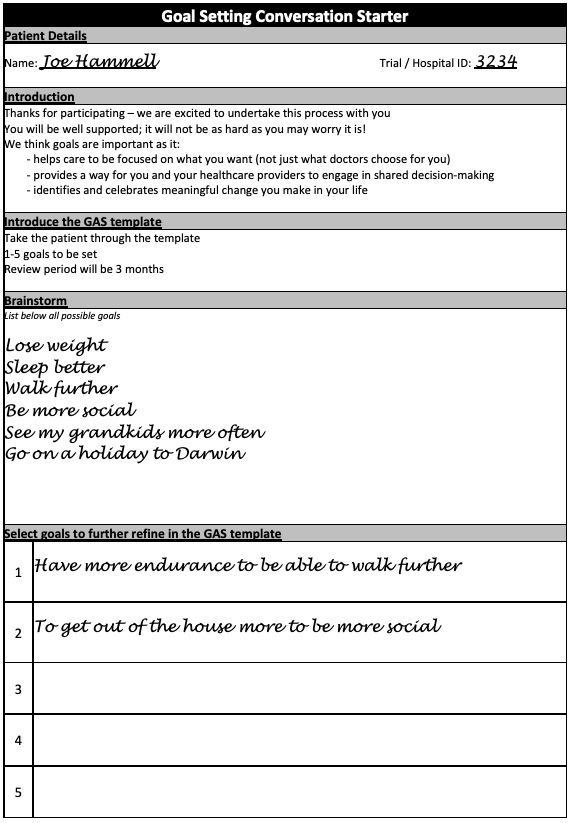 Goal Setting Conversation Starter
Patient Details
Name: Joe Hammell Trial / Hospital ID: 3234
Introduction
Thanks for participating – we are excited to undertake this process with you
You will be well supported; it will not be as hard as you may worry it is!
We think goals are important as it:
- helps care to be focused on what you want (not just what doctors choose for you)
- provides a way for you and your healthcare providers to engage in shared decision-making
- identifies and celebrates meaningful change you make in your life
Introduce the GAS template
Take the patient through the template
1-5 goals to be set
Review period will be 3 months
Brainstorm
List below all possible goals
Lose weight
Sleep better
Walk further
Be more social
See my grandkids more often
Go on a holiday to Darwin
Select goals to further refine in the GAS template
1 Have more endurance to be able to walk further
2 To get out of the house more to be more social
3
4
5